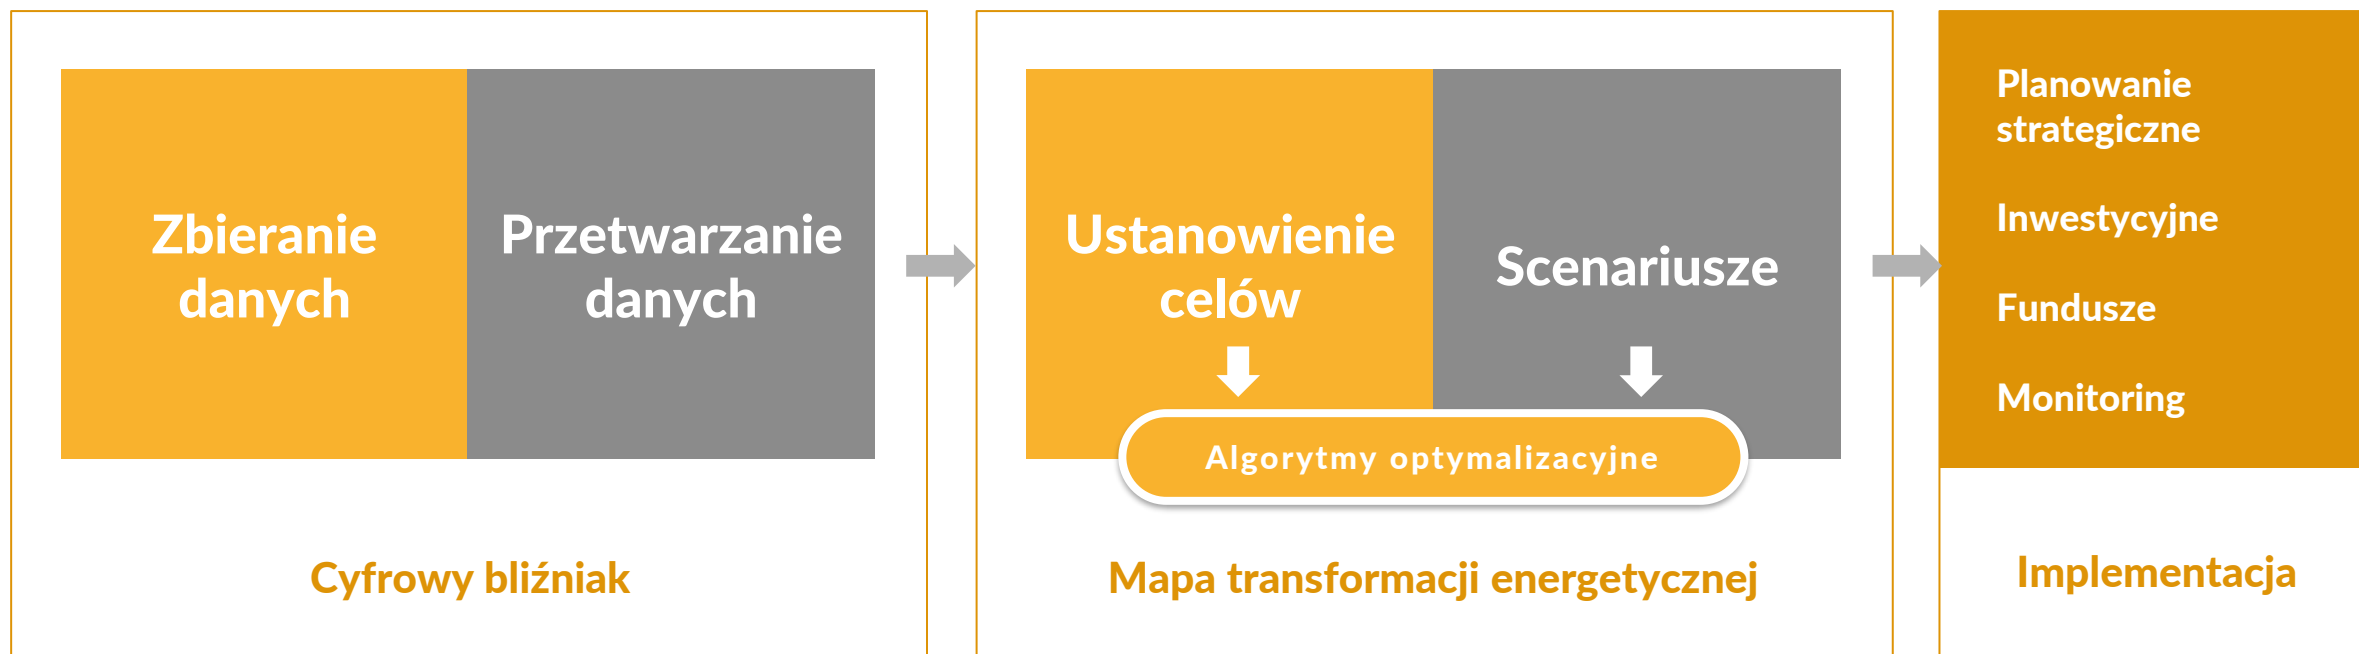 Zbieranie
danych
Przetwarzanie
danych
Cyfrowy bliźniak
Ustanowienie
celów
Scenariusze
Algorytmy optymalizacyjne
Mapa transformacji energetycznej
Planowanie
strategiczne
Inwestycyjne
Fundusze
Monitoring
Implementacja